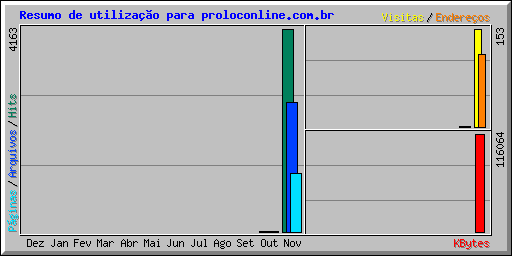 Resumo de utilização para proloconline.com.br
Visitas / Endereços
4163
153
Páginas / Arquivos / Hits
116064
Dez Jan Fev Mar Abr Mai Jun Jul Ago Set Out Nov
KBytes